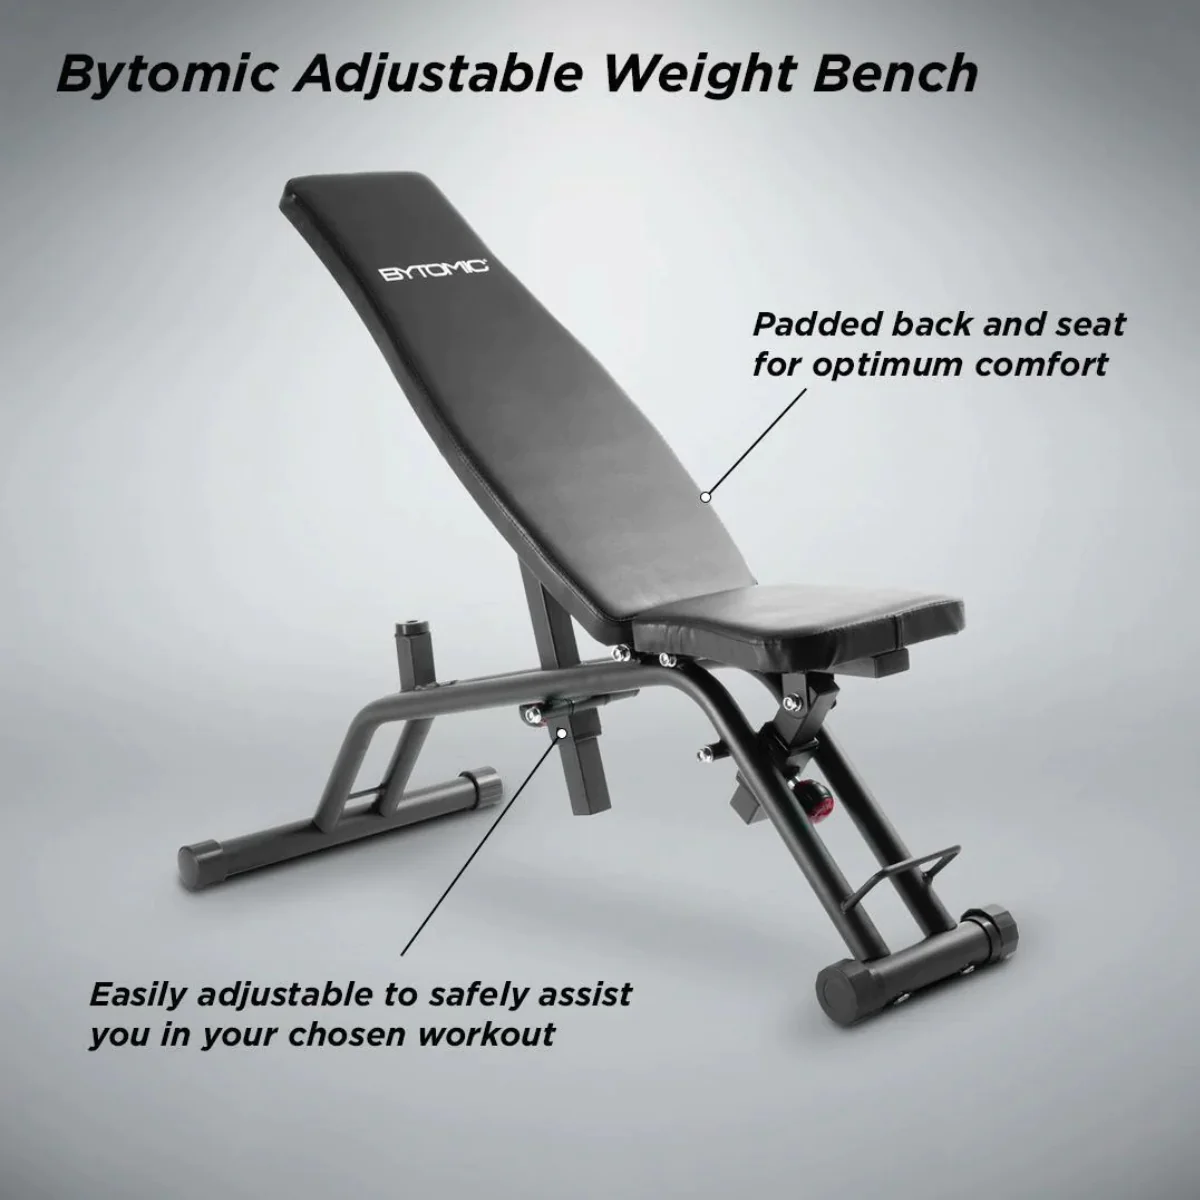 Bytomic Adjustable Weight Bench
BYTOMIC
Padded back and seat
for optimum comfort
Easily adjustable to safely assist
you in your chosen workout